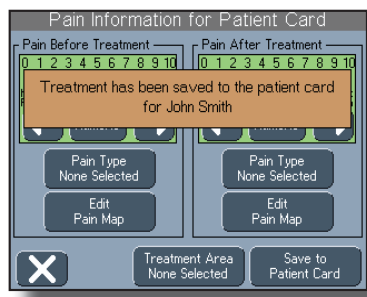 Pain Information for Patient Card
Pain Before Treatment
Pain After Treatment
0 1 2 3 4 5 6 7 8 9 10
0 1 2 3 4 5 6 7 8 9 10
Treatment has been saved to the patient card
for John Smith
Pain Type
None Selected
Pain Type
None Selected
Edit
Pain Map
Edit
Pain Map
Treatment Area
None Selected
Save to
Patient Card